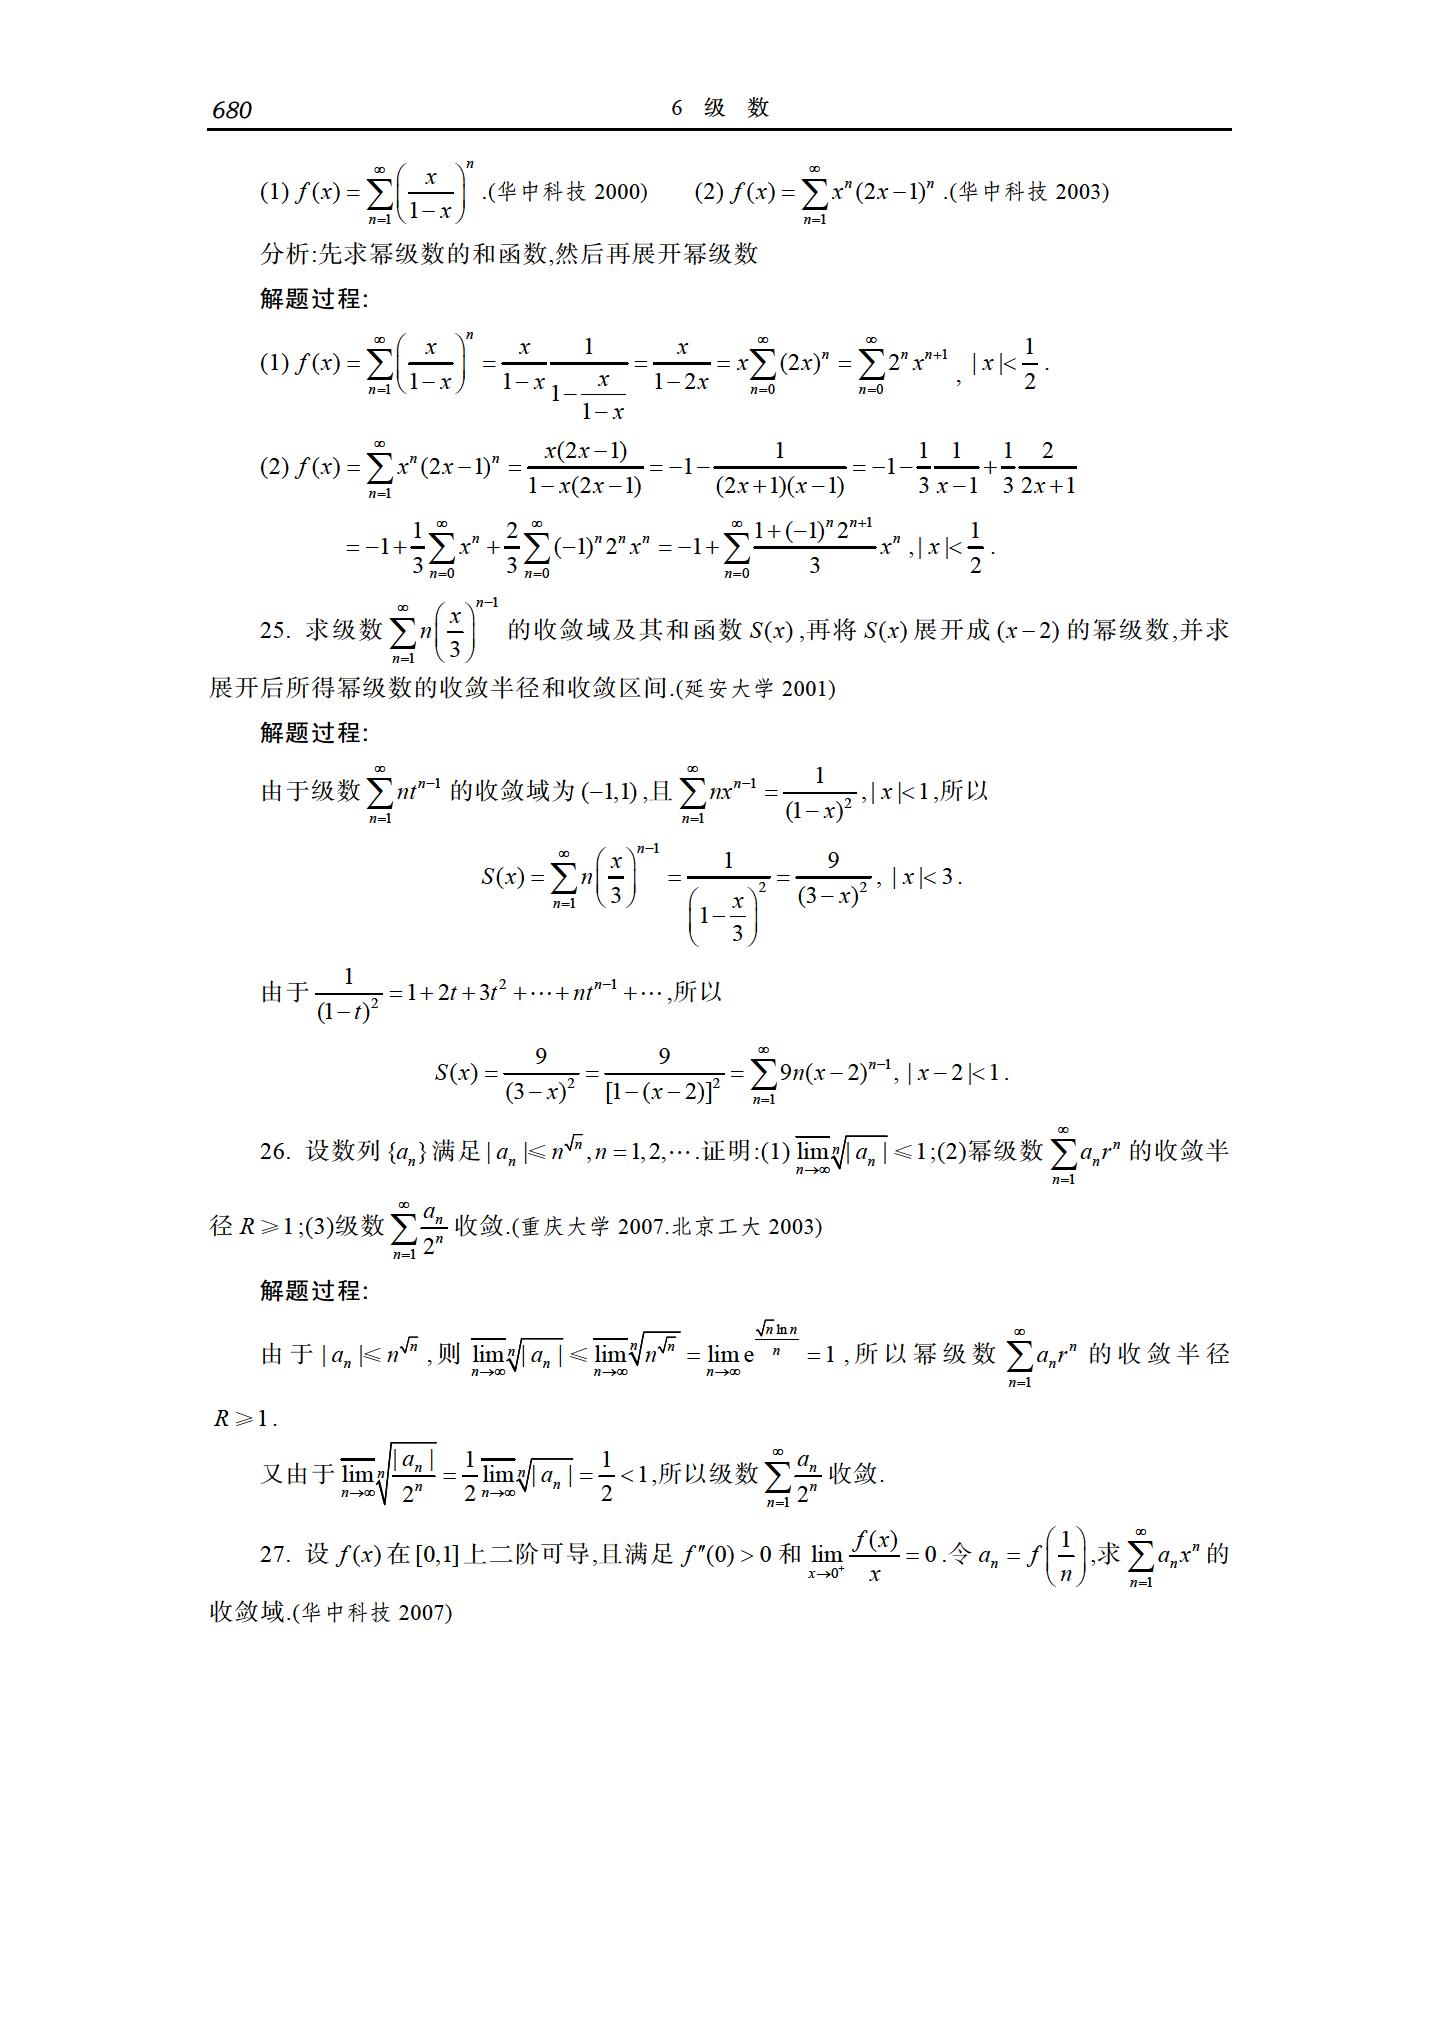 680 6 级 数
(1) $f(x)=\sum_{n=1}^{\infty}\left(\frac{x}{1-x}\right)^{n}$.(华中科技 2000) (2) $f(x)=\sum_{n=1}^{\infty}x^{n}(2x-1)^{n}$.(华中科技 2003)
分析:先求幂级数的和函数,然后再展开幂级数
解题过程:
(1) $f(x)=\sum_{n=1}^{\infty}\left(\frac{x}{1-x}\right)^{n}=\frac{x}{1-x}\frac{1}{1-\frac{x}{1-x}}=\frac{x}{1-2x}=x\sum_{n=0}^{\infty}(2x)^{n}=\sum_{n=0}^{\infty}2^{n}x^{n+1}$, $|x|<\frac{1}{2}$.
(2) $f(x)=\sum_{n=1}^{\infty}x^{n}(2x-1)^{n}=\frac{x(2x-1)}{1-x(2x-1)}=-1-\frac{1}{(2x+1)(x-1)}=-1-\frac{1}{3}\frac{1}{x-1}+\frac{1}{3}\frac{2}{2x+1}$
$=-1+\frac{1}{3}\sum_{n=0}^{\infty}x^{n}+\frac{2}{3}\sum_{n=0}^{\infty}(-1)^{n}2^{n}x^{n}=-1+\sum_{n=0}^{\infty}\frac{1+(-1)^{n}2^{n+1}}{3}x^{n}$,$|x|<\frac{1}{2}$.
25. 求级数 $\sum_{n=1}^{\infty}n\left(\frac{x}{3}\right)^{n-1}$ 的收敛域及其和函数 $S(x)$,再将 $S(x)$ 展开成 $(x-2)$ 的幂级数,并求
展开后所得幂级数的收敛半径和收敛区间.(延安大学 2001)
解题过程:
由于级数 $\sum_{n=1}^{\infty}nt^{n-1}$ 的收敛域为 $(-1,1)$,且 $\sum_{n=1}^{\infty}nx^{n-1}=\frac{1}{(1-x)^{2}}$,$|x|<1$,所以
$S(x)=\sum_{n=1}^{\infty}n\left(\frac{x}{3}\right)^{n-1}=\frac{1}{\left(1-\frac{x}{3}\right)^{2}}=\frac{9}{(3-x)^{2}}$, $|x|<3$.
由于 $\frac{1}{(1-t)^{2}}=1+2t+3t^{2}+\cdots+nt^{n-1}+\cdots$,所以
$S(x)=\frac{9}{(3-x)^{2}}=\frac{9}{[1-(x-2)]^{2}}=\sum_{n=1}^{\infty}9n(x-2)^{n-1}$, $|x-2|<1$.
26. 设数列 $\{a_{n}\}$ 满足 $|a_{n}|\leqslant n^{\sqrt{n}}$,$n=1,2,\cdots$.证明:(1) $\overline{\lim}_{n\to\infty}\sqrt[n]{|a_{n}|}\leqslant 1$;(2)幂级数 $\sum_{n=1}^{\infty}a_{n}r^{n}$ 的收敛半
径 $R\geqslant 1$;(3)级数 $\sum_{n=1}^{\infty}\frac{a_{n}}{2^{n}}$ 收敛.(重庆大学 2007.北京工大 2003)
解题过程:
由于 $|a_{n}|\leqslant n^{\sqrt{n}}$,则 $\overline{\lim}_{n\to\infty}\sqrt[n]{|a_{n}|}\leqslant\overline{\lim}_{n\to\infty}\sqrt[n]{n^{\sqrt{n}}}=\lim_{n\to\infty}\mathrm{e}^{\frac{\sqrt{n}\ln n}{n}}=1$,所以幂级数 $\sum_{n=1}^{\infty}a_{n}r^{n}$ 的收敛半径
$R\geqslant 1$.
又由于 $\overline{\lim}_{n\to\infty}\sqrt[n]{\frac{|a_{n}|}{2^{n}}}=\frac{1}{2}\overline{\lim}_{n\to\infty}\sqrt[n]{|a_{n}|}=\frac{1}{2}<1$,所以级数 $\sum_{n=1}^{\infty}\frac{a_{n}}{2^{n}}$ 收敛.
27. 设 $f(x)$ 在 $[0,1]$ 上二阶可导,且满足 $f''(0)>0$ 和 $\lim_{x\to 0^{+}}\frac{f(x)}{x}=0$.令 $a_{n}=f\left(\frac{1}{n}\right)$,求 $\sum_{n=1}^{\infty}a_{n}x^{n}$ 的
收敛域.(华中科技 2007)